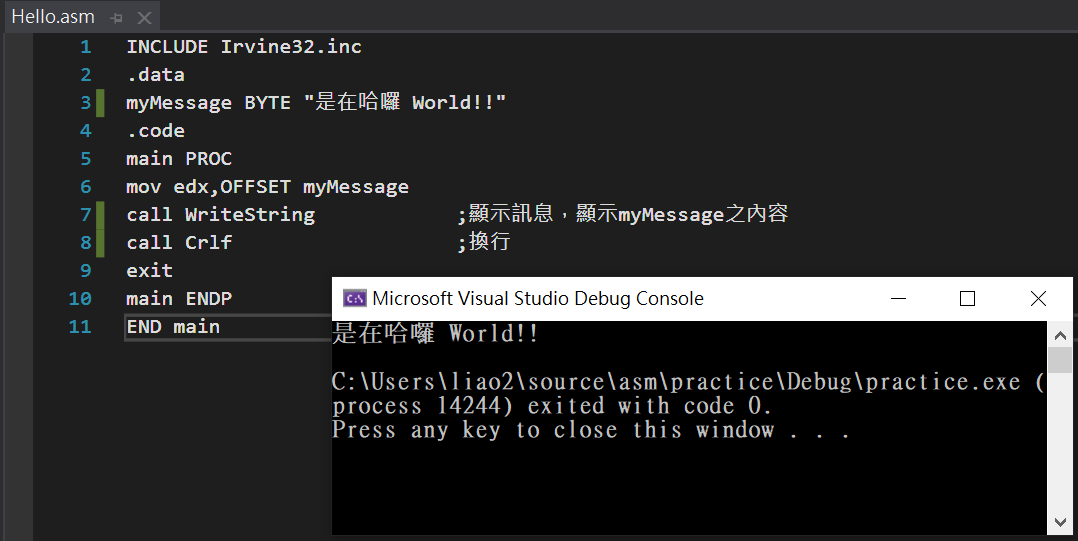 Hello.asm
1 INCLUDE Irvine32.inc
2 .data
3 myMessage BYTE "是在哈囉 World!!"
4 .code
5 main PROC
6 mov edx,OFFSET myMessage
7 call WriteString ;顯示訊息，顯示myMessage之內容
8 call Crlf ;換行
9 exit
10 main ENDP
11 END main
C:\ Microsoft Visual Studio Debug Console
是在哈囉 World!!
C:\Users\liao2\source\asm\practice\Debug\practice.exe (
process 14244) exited with code 0.
Press any key to close this window . . .